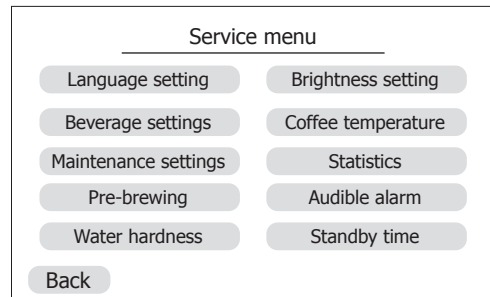 Service menu
Language setting Brightness setting
Beverage settings Coffee temperature
Maintenance settings Statistics
Pre-brewing Audible alarm
Water hardness Standby time
Back